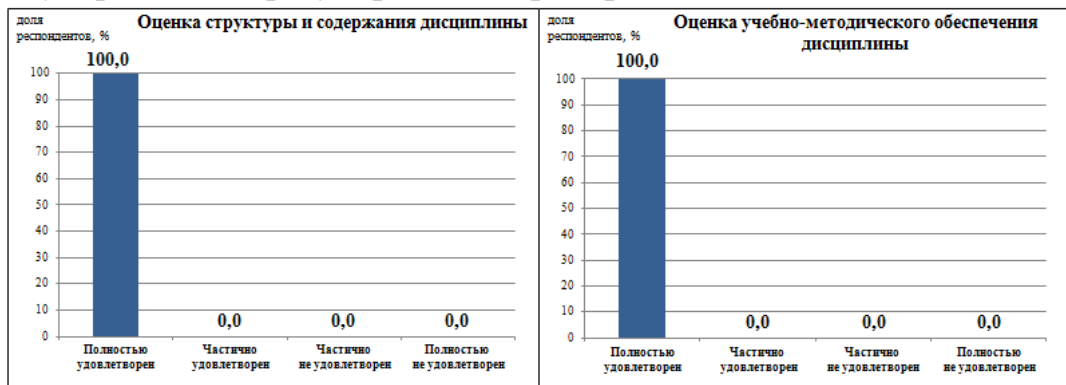 доля
респондентов, %
Оценка структуры и содержания дисциплины
100,0
100
90
80
70
60
50
40
30
20
10
0
0,0
0,0
0,0
Полностью
удовлетворен
Частично
удовлетворен
Частично
не удовлетворен
Полностью
не удовлетворен
доля
респондентов, %
Оценка учебно-методического обеспечения
дисциплины
100,0
100
90
80
70
60
50
40
30
20
10
0
0,0
0,0
0,0
Полностью
удовлетворен
Частично
удовлетворен
Частично
не удовлетворен
Полностью
не удовлетворен